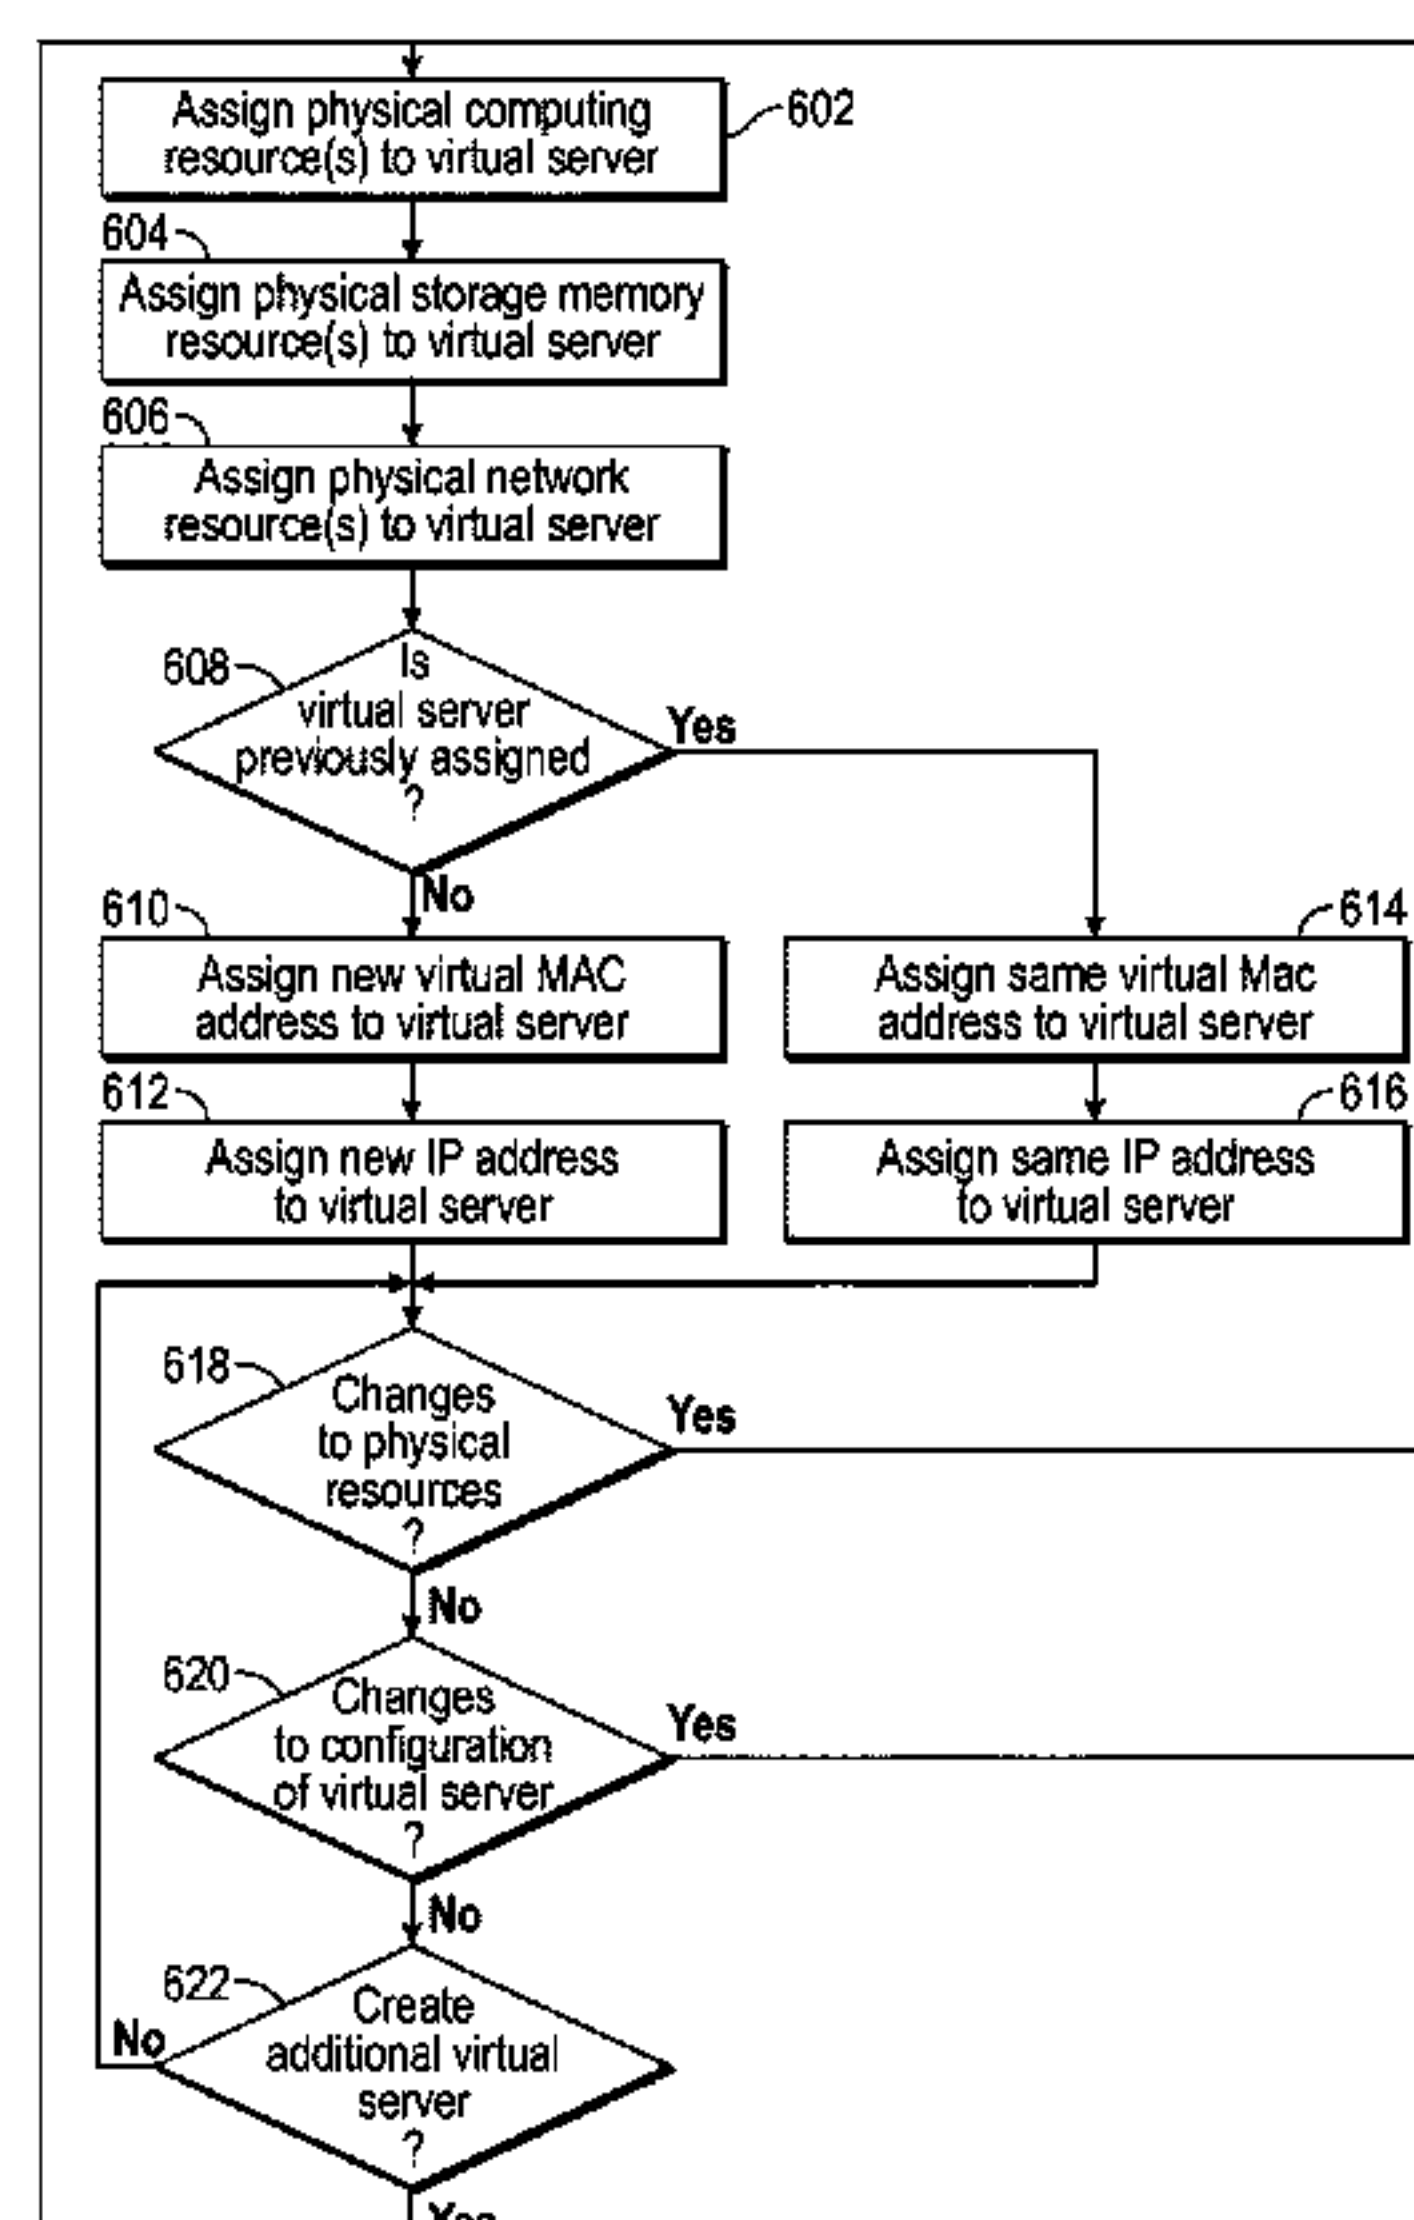 Assign physical computing
resource(s) to virtual server
602
604
Assign physical storage memory
resource(s) to virtual server
606
Assign physical network
resource(s) to virtual server
608
Is
virtual server
previously assigned
?
Yes
No
610
Assign new virtual MAC
address to virtual server
614
Assign same virtual Mac
address to virtual server
612
Assign new IP address
to virtual server
616
Assign same IP address
to virtual server
618
Changes
to physical
resources
?
Yes
No
620
Changes
to configuration
of virtual server
?
Yes
No
622
Create
additional virtual
server
?
No
Yes